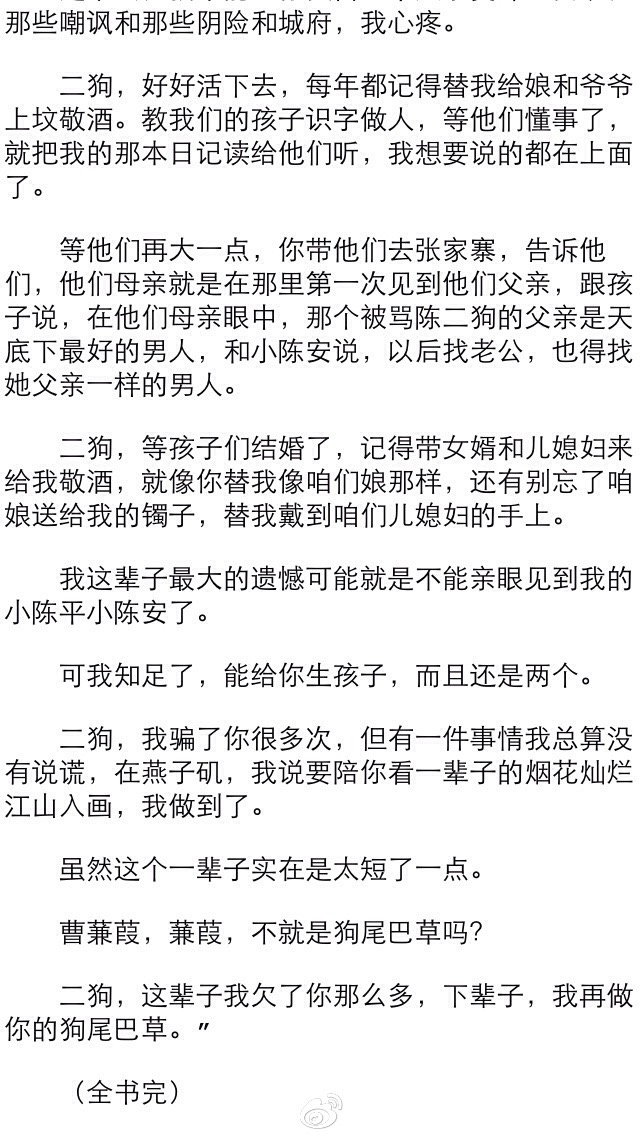 那些嘲讽和那些阴险和城府，我心疼。
二狗，好好活下去，每年都记得替我给娘和爷爷
上坟敬酒。教我们的孩子识字做人，等他们懂事了，
就把我的那本日记读给他们听，我想要说的都在上面
了。
等他们再大一点，你带他们去张家寨，告诉他
们，他们母亲就是在那里第一次见到他们父亲，跟孩
子说，在他们母亲眼中，那个被骂陈二狗的父亲是天
底下最好的男人，和小陈安说，以后找老公，也得找
她父亲一样的男人。
二狗，等孩子们结婚了，记得带女婿和儿媳妇来
给我敬酒，就像你替我像咱们娘那样，还有别忘了咱
娘送给我的镯子，替我戴到咱们儿媳妇的手上。
我这辈子最大的遗憾可能就是不能亲眼见到我的
小陈平小陈安了。
可我知足了，能给你生孩子，而且还是两个。
二狗，我骗了你很多次，但有一件事情我总算没
有说谎，在燕子矶，我说要陪你看一辈子的烟花灿烂
江山入画，我做到了。
虽然这个一辈子实在是太短了一点。
曹蒹葭，蒹葭，不就是狗尾巴草吗？
二狗，这辈子我欠了你那么多，下辈子，我再做
你的狗尾巴草。”
（全书完）